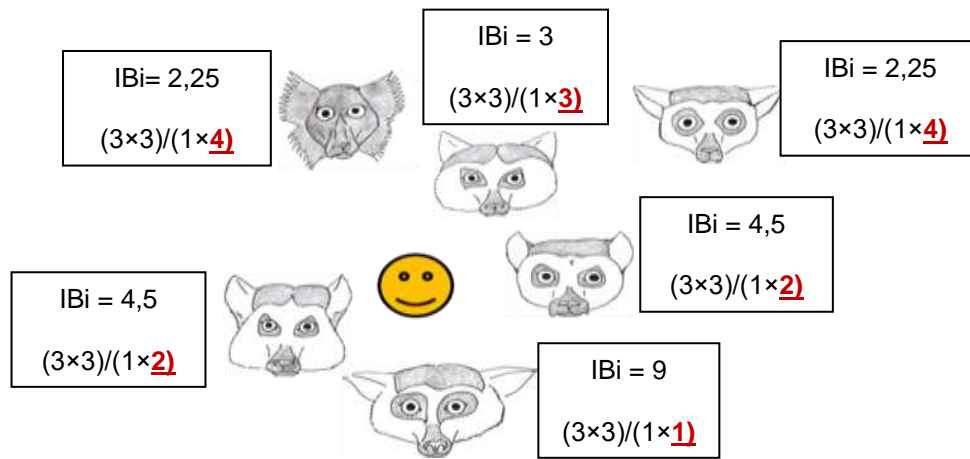 IBi= 2,25
(3×3)/(1×4)
IBi = 3
(3×3)/(1×3)
IBi = 2,25
(3×3)/(1×4)
IBi = 4,5
(3×3)/(1×2)
IBi = 4,5
(3×3)/(1×2)
IBi = 9
(3×3)/(1×1)